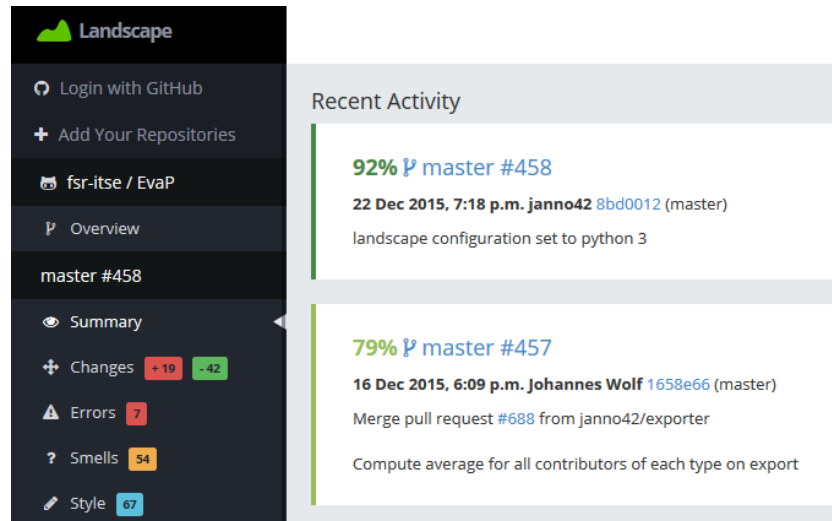 Landscape
Login with GitHub
Add Your Repositories
fsr-itse / EvaP
Overview
master #458
Summary
Changes +19 -42
Errors 7
Smells 54
Style 67
Recent Activity
92% master #458
22 Dec 2015, 7:18 p.m. janno42 8bd0012 (master)
landscape configuration set to python 3
79% master #457
16 Dec 2015, 6:09 p.m. Johannes Wolf 1658e66 (master)
Merge pull request #688 from janno42/exporter
Compute average for all contributors of each type on export